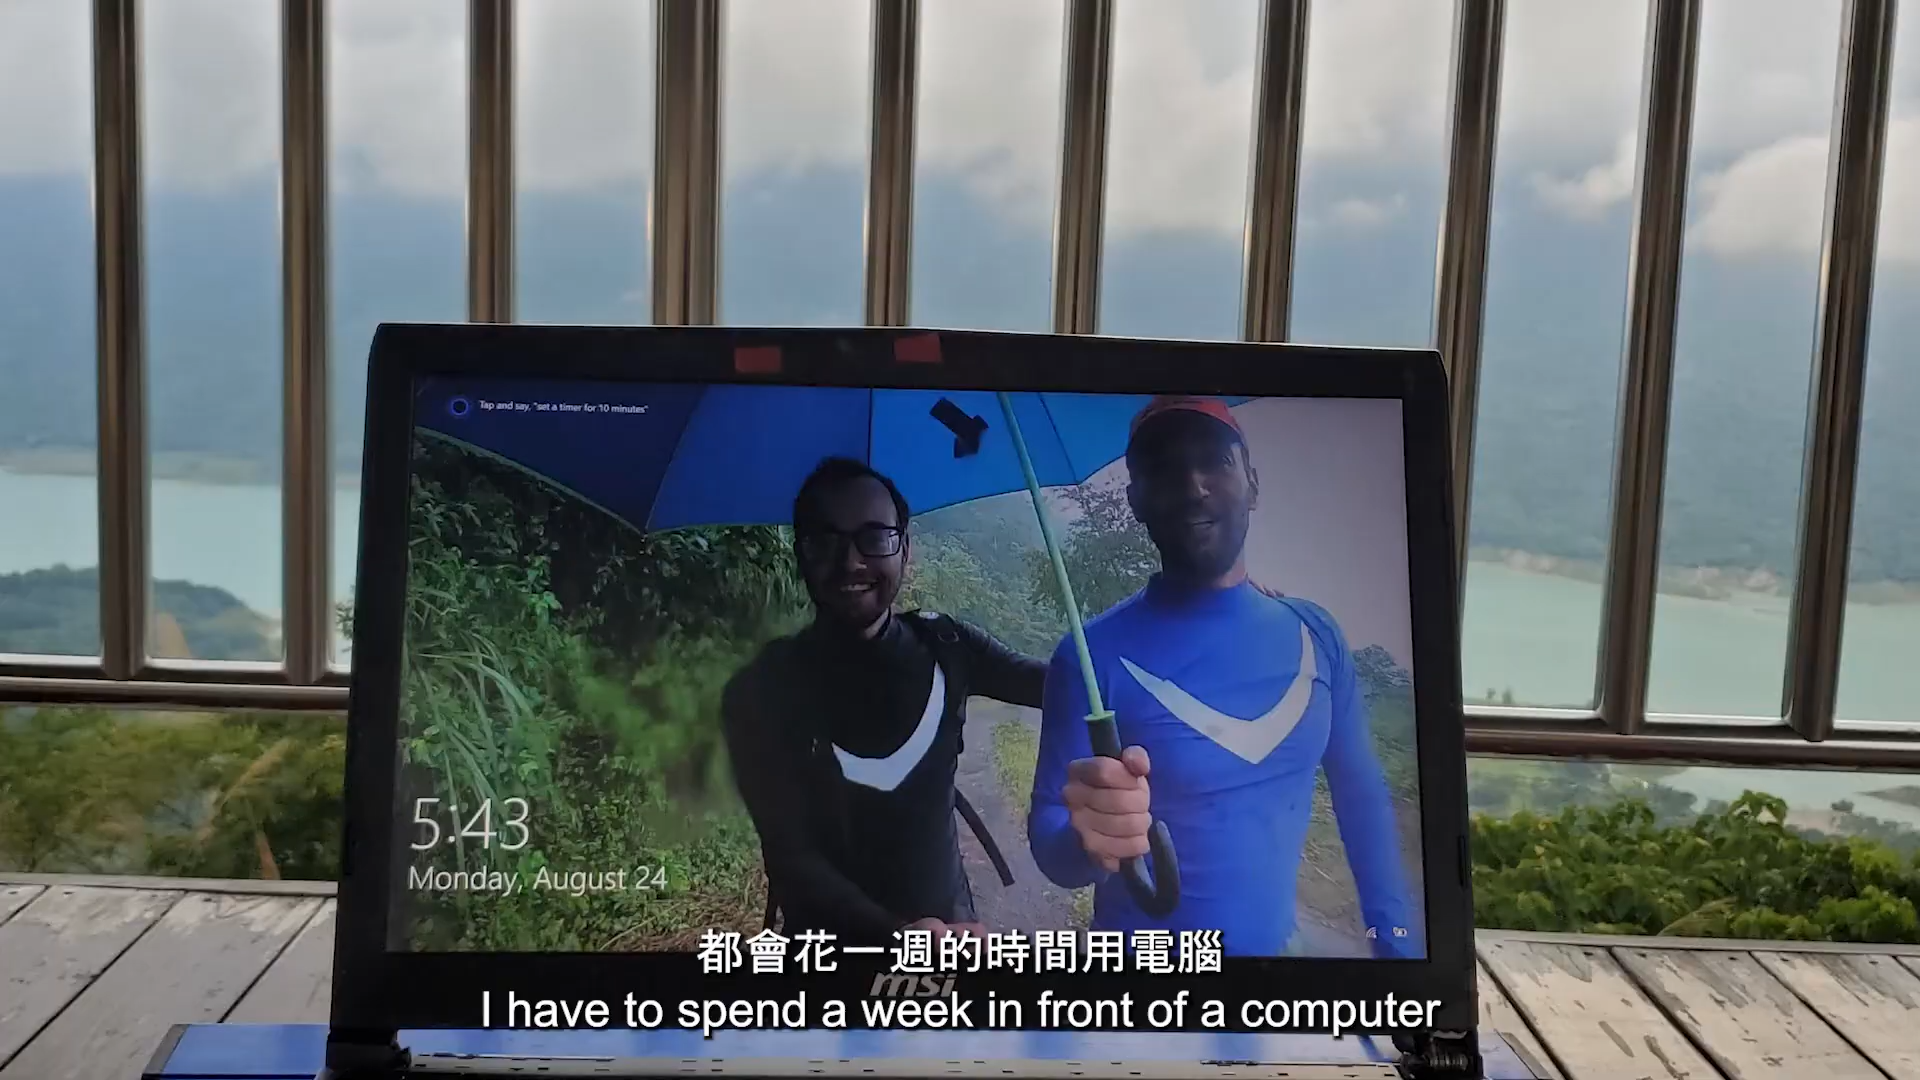 Tap and say, "set a timer for 10 minutes"
5:43
Monday, August 24
都會花一週的時間用電腦
msi
I have to spend a week in front of a computer